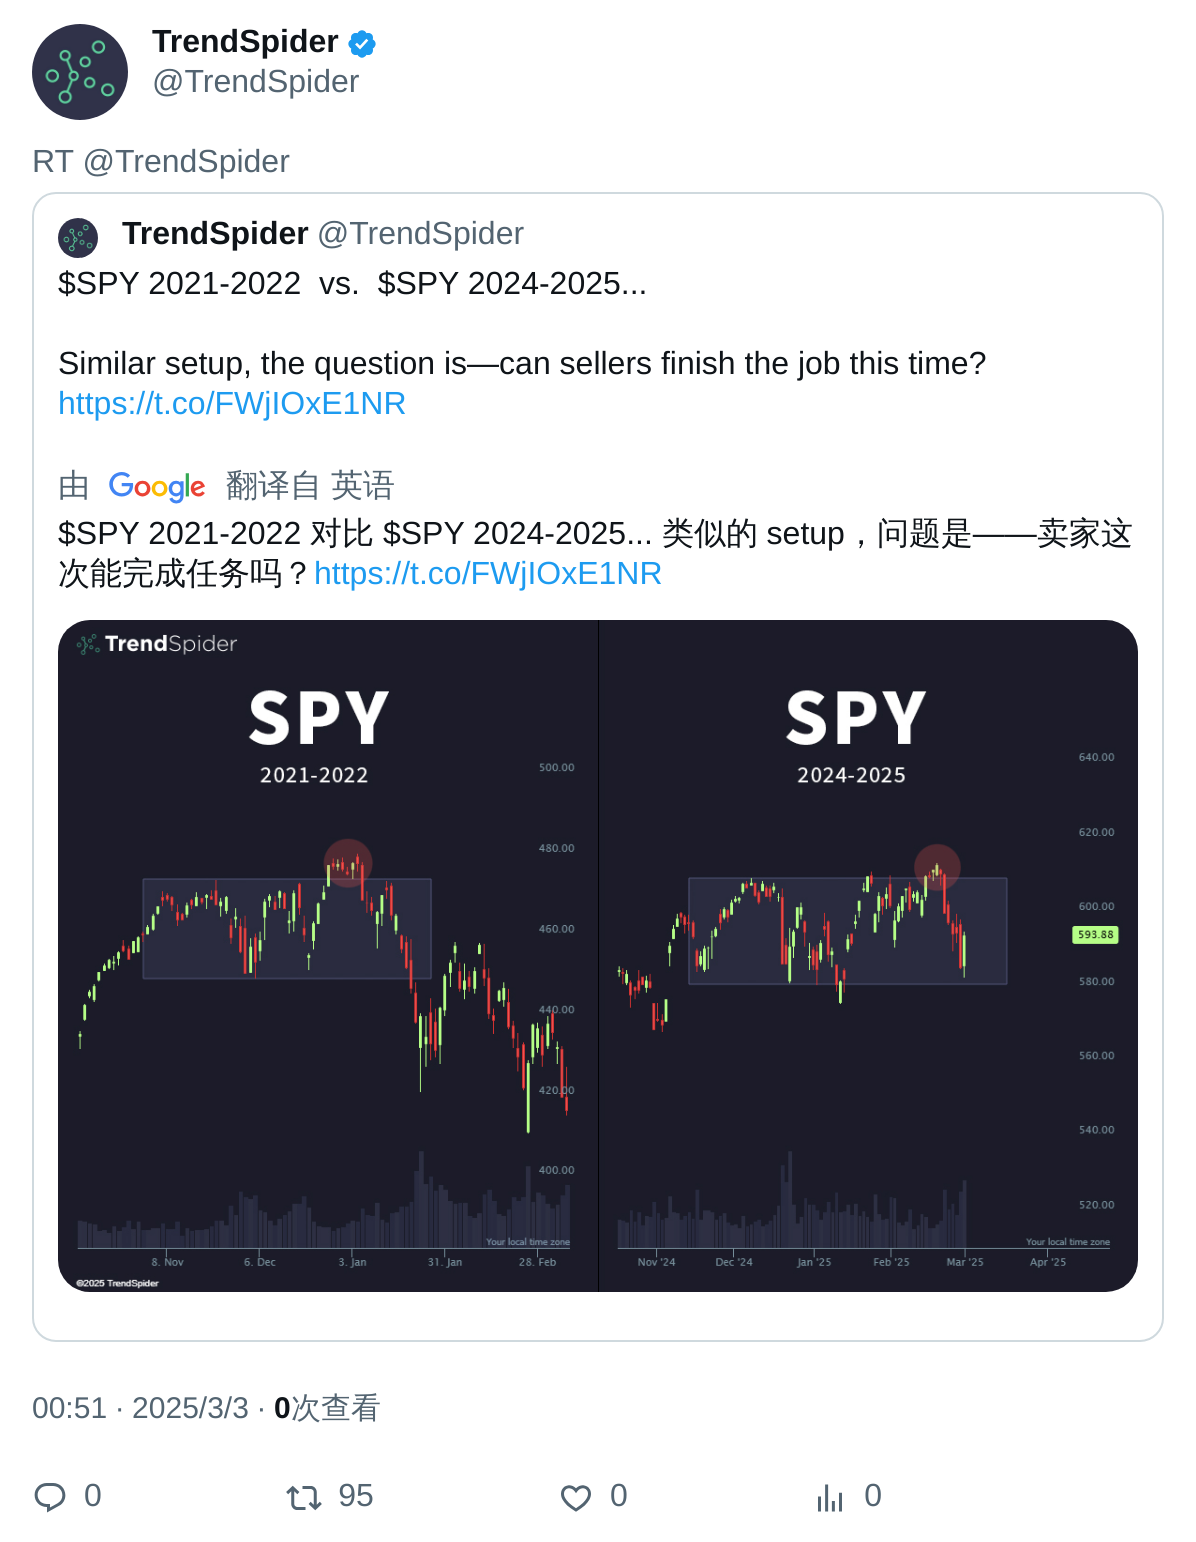 TrendSpider
@TrendSpider
RT @TrendSpider
TrendSpider @TrendSpider
$SPY 2021-2022  vs.  $SPY 2024-2025...
Similar setup, the question is—can sellers finish the job this time?
https://t.co/FWjIOxE1NR
由 Google 翻译自 英语
$SPY 2021-2022 对比 $SPY 2024-2025... 类似的 setup，问题是——卖家这
次能完成任务吗？https://t.co/FWjIOxE1NR
TrendSpider
SPY
2021-2022
500.00
480.00
460.00
440.00
420.00
400.00
Your local time zone
8. Nov 6. Dec 3. Jan 31. Jan 28. Feb
©2025 TrendSpider
SPY
2024-2025
640.00
620.00
600.00
593.88
580.00
560.00
540.00
520.00
Your local time zone
Nov '24 Dec '24 Jan '25 Feb '25 Mar '25 Apr '25
00:51 · 2025/3/3 · 0次查看
0 95 0 0